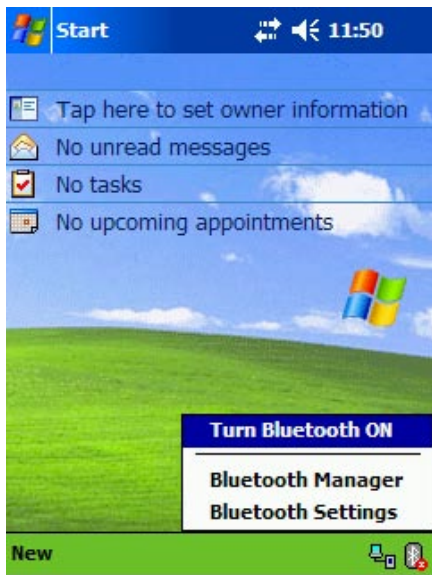 Start 11:50
Tap here to set owner information
No unread messages
No tasks
No upcoming appointments
Turn Bluetooth ON
Bluetooth Manager
Bluetooth Settings
New